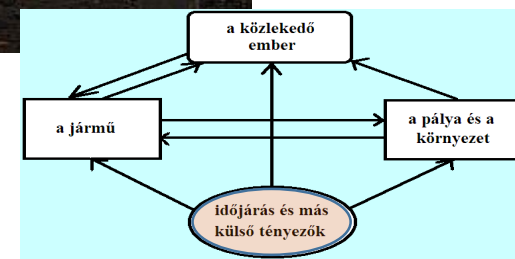 a közlekedő
ember
a jármű
a pálya és a
környezet
időjárás és más
külső tényezők